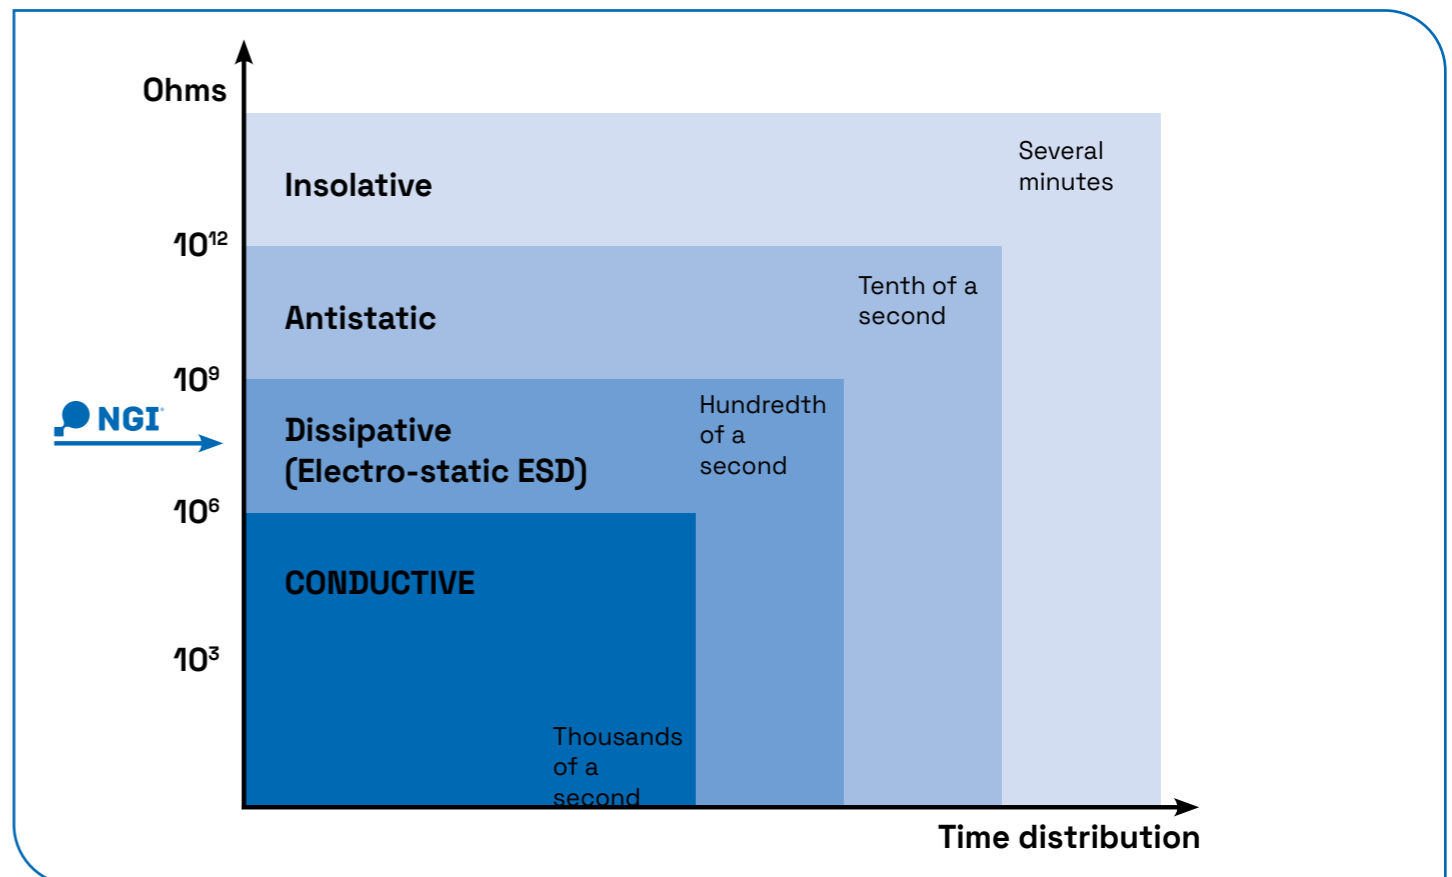 Ohms
Several
minutes
Insolative
10¹²
Tenth of a
second
Antistatic
10⁹
Hundredth
of a
second
NGI
Dissipative
(Electro-static ESD)
10⁶
CONDUCTIVE
10³
Thousands
of a
second
Time distribution